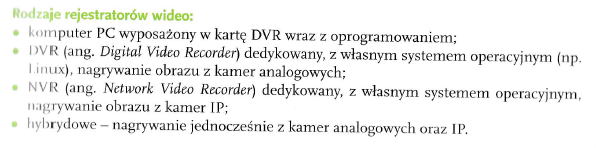 Rodzaje rejestratorów wideo:
• komputer PC wyposażony w kartę DVR wraz z oprogramowaniem;
• DVR (ang. Digital Video Recorder) dedykowany, z własnym systemem operacyjnym (np.
Linux), nagrywanie obrazu z kamer analogowych;
• NVR (ang. Network Video Recorder) dedykowany, z własnym systemem operacyjnym,
nagrywanie obrazu z kamer IP;
• hybrydowe – nagrywanie jednocześnie z kamer analogowych oraz IP.